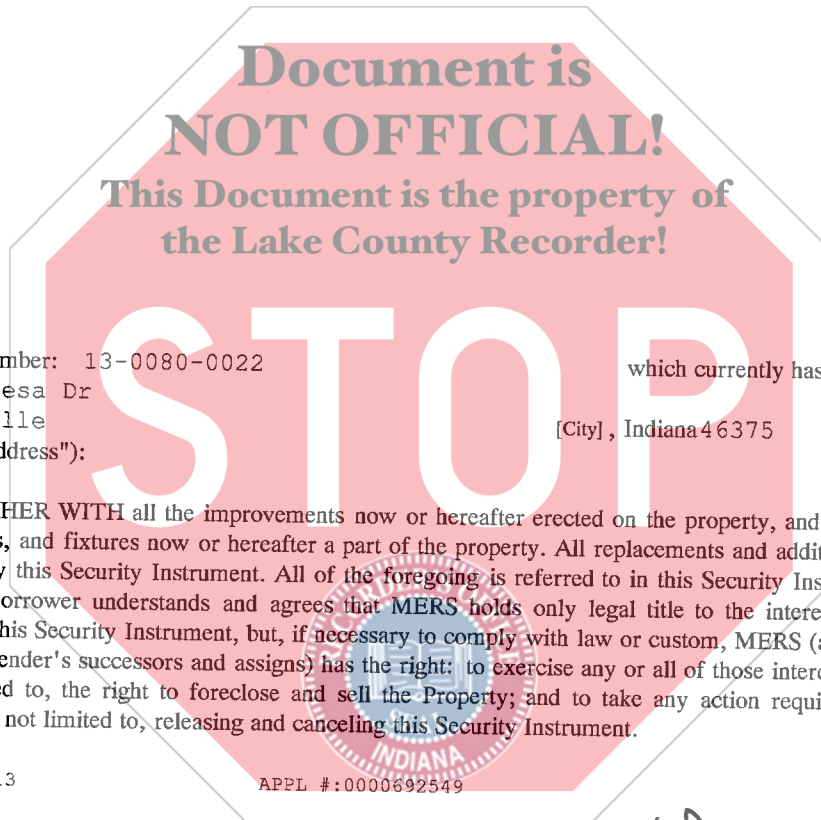 Document is
NOT OFFICIAL!
This Document is the property of
the Lake County Recorder!
STOP
mber: 13-0080-0022 which currently has
esa Dr
lle [City] , Indiana 46375
ddress"):
HER WITH all the improvements now or hereafter erected on the property, and
s, and fixtures now or hereafter a part of the property. All replacements and addit
y this Security Instrument. All of the foregoing is referred to in this Security Ins
orrower understands and agrees that MERS holds only legal title to the intere
his Security Instrument, but, if necessary to comply with law or custom, MERS (a
ender's successors and assigns) has the right: to exercise any or all of those intere
ed to, the right to foreclose and sell the Property; and to take any action requi
not limited to, releasing and canceling this Security Instrument.
INDIANA
13 APPL #:0000692549